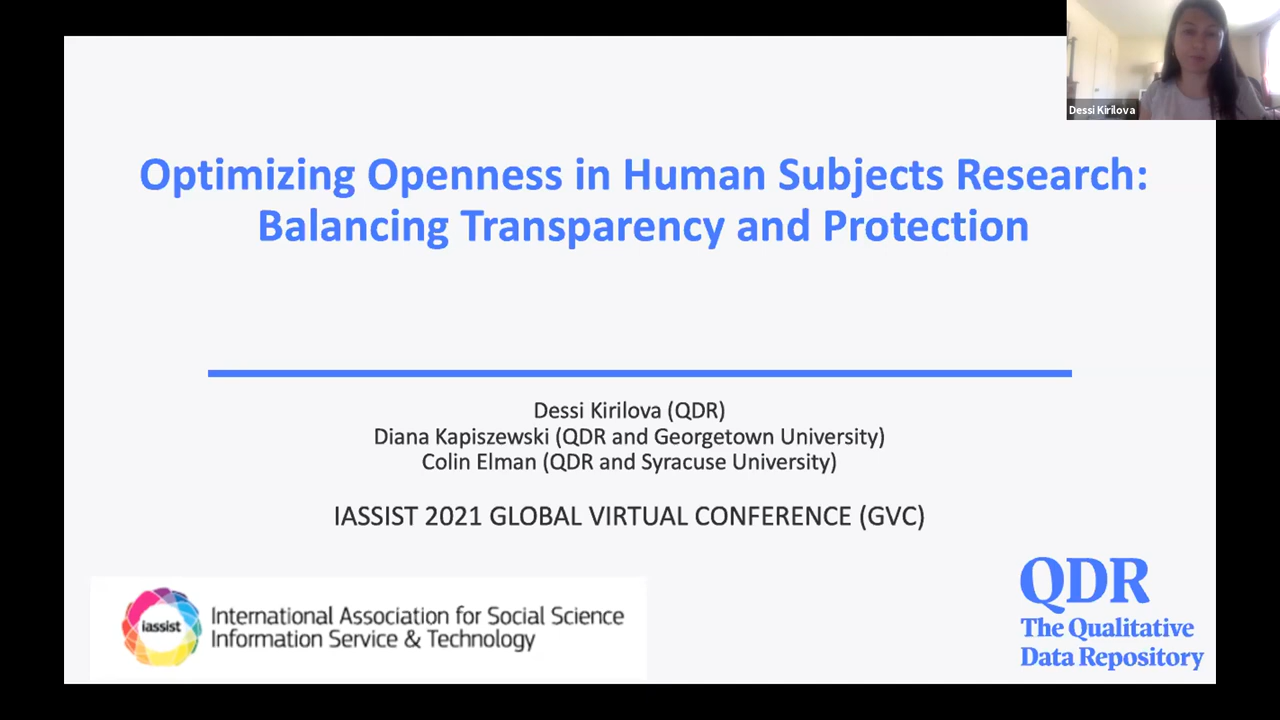 Dessi Kirilova
Optimizing Openness in Human Subjects Research:
Balancing Transparency and Protection
Dessi Kirilova (QDR)
Diana Kapiszewski (QDR and Georgetown University)
Colin Elman (QDR and Syracuse University)
IASSIST 2021 GLOBAL VIRTUAL CONFERENCE (GVC)
iassist
International Association for Social Science
Information Service & Technology
QDR
The Qualitative
Data Repository